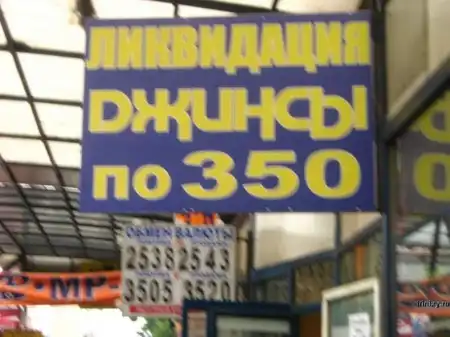 ЛИКВИДАЦИЯ
ДЖИНСЫ
ПО 350
ОБМЕН ВАЛЮТЫ
2538 2543
3505 3520